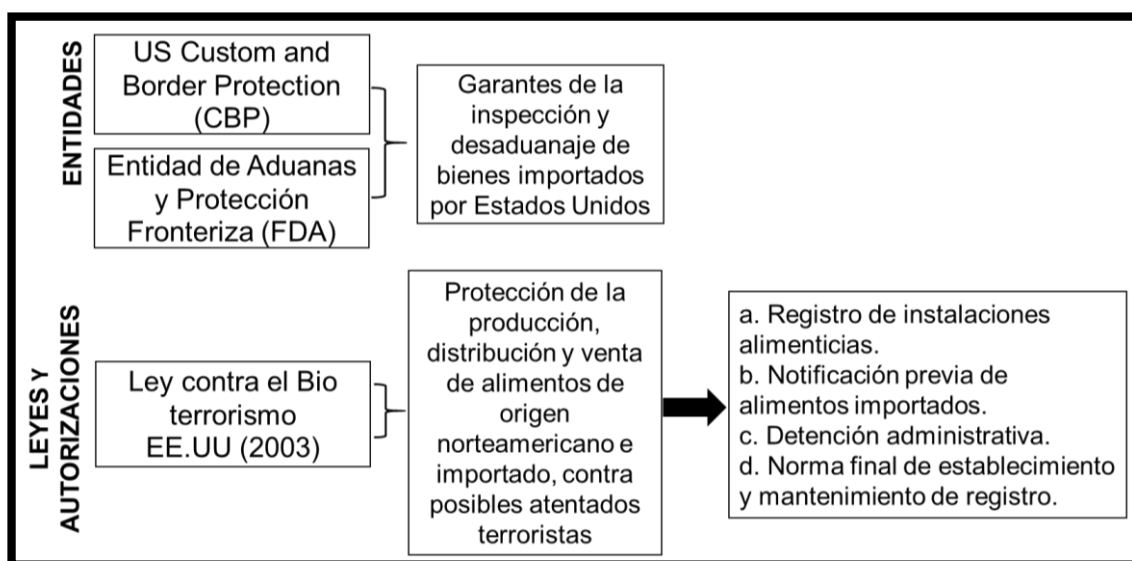 ENTIDADES
US Custom and
Border Protection
(CBP)
Entidad de Aduanas
y Protección
Fronteriza (FDA)
Garantes de la
inspección y
desaduanaje de
bienes importados
por Estados Unidos
LEYES Y
AUTORIZACIONES
Ley contra el Bio
terrorismo
EE.UU (2003)
Protección de la
producción,
distribución y venta
de alimentos de
origen
norteamericano e
importado, contra
posibles atentados
terroristas
a. Registro de instalaciones
alimenticias.
b. Notificación previa de
alimentos importados.
c. Detención administrativa.
d. Norma final de establecimiento
y mantenimiento de registro.